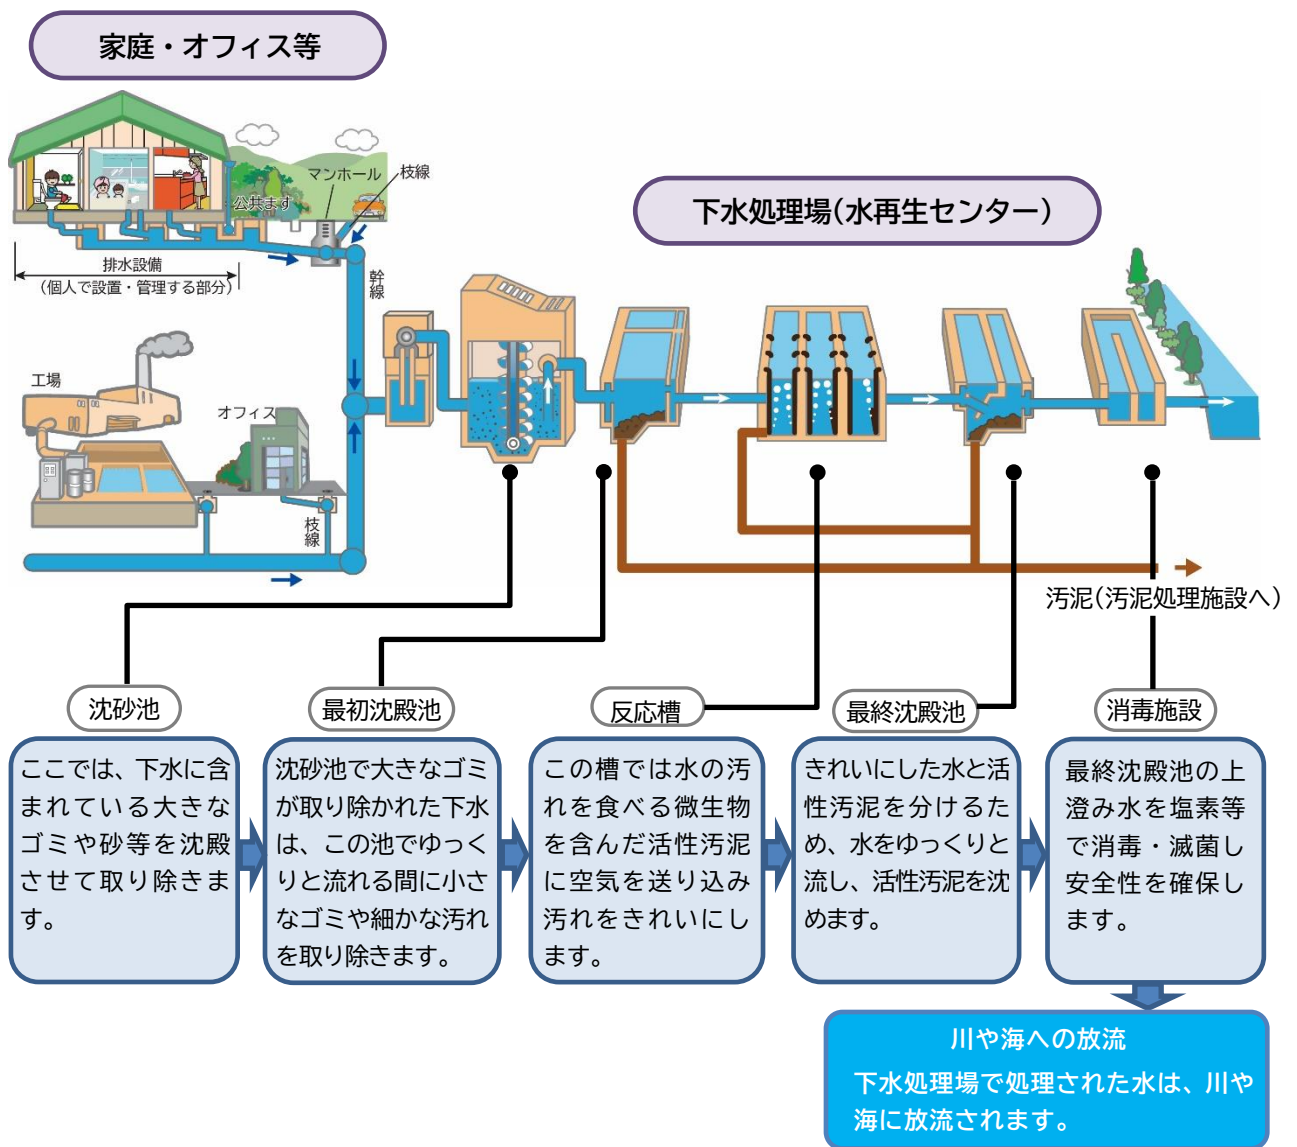 家庭・オフィス等
マンホール
枝線
公共ます
下水処理場(水再生センター)
排水設備
(個人で設置・管理する部分)
幹線
工場
オフィス
枝線
汚泥(汚泥処理施設へ)
沈砂池
最初沈殿池
反応槽
最終沈殿池
消毒施設
ここでは、下水に含
まれている大きな
ゴミや砂等を沈殿
させて取り除きま
す。
沈砂池で大きなゴミ
が取り除かれた下水
は、この池でゆっく
りと流れる間に小さ
なゴミや細かな汚れ
を取り除きます。
この槽では水の汚
れを食べる微生物
を含んだ活性汚泥
に空気を送り込み
汚れをきれいにし
ます。
きれいにした水と活
性汚泥を分けるた
め、水をゆっくりと
流し、活性汚泥を沈
めます。
最終沈殿池の上
澄み水を塩素等
で消毒・滅菌し
安全性を確保し
ます。
川や海への放流
下水処理場で処理された水は、川や
海に放流されます。